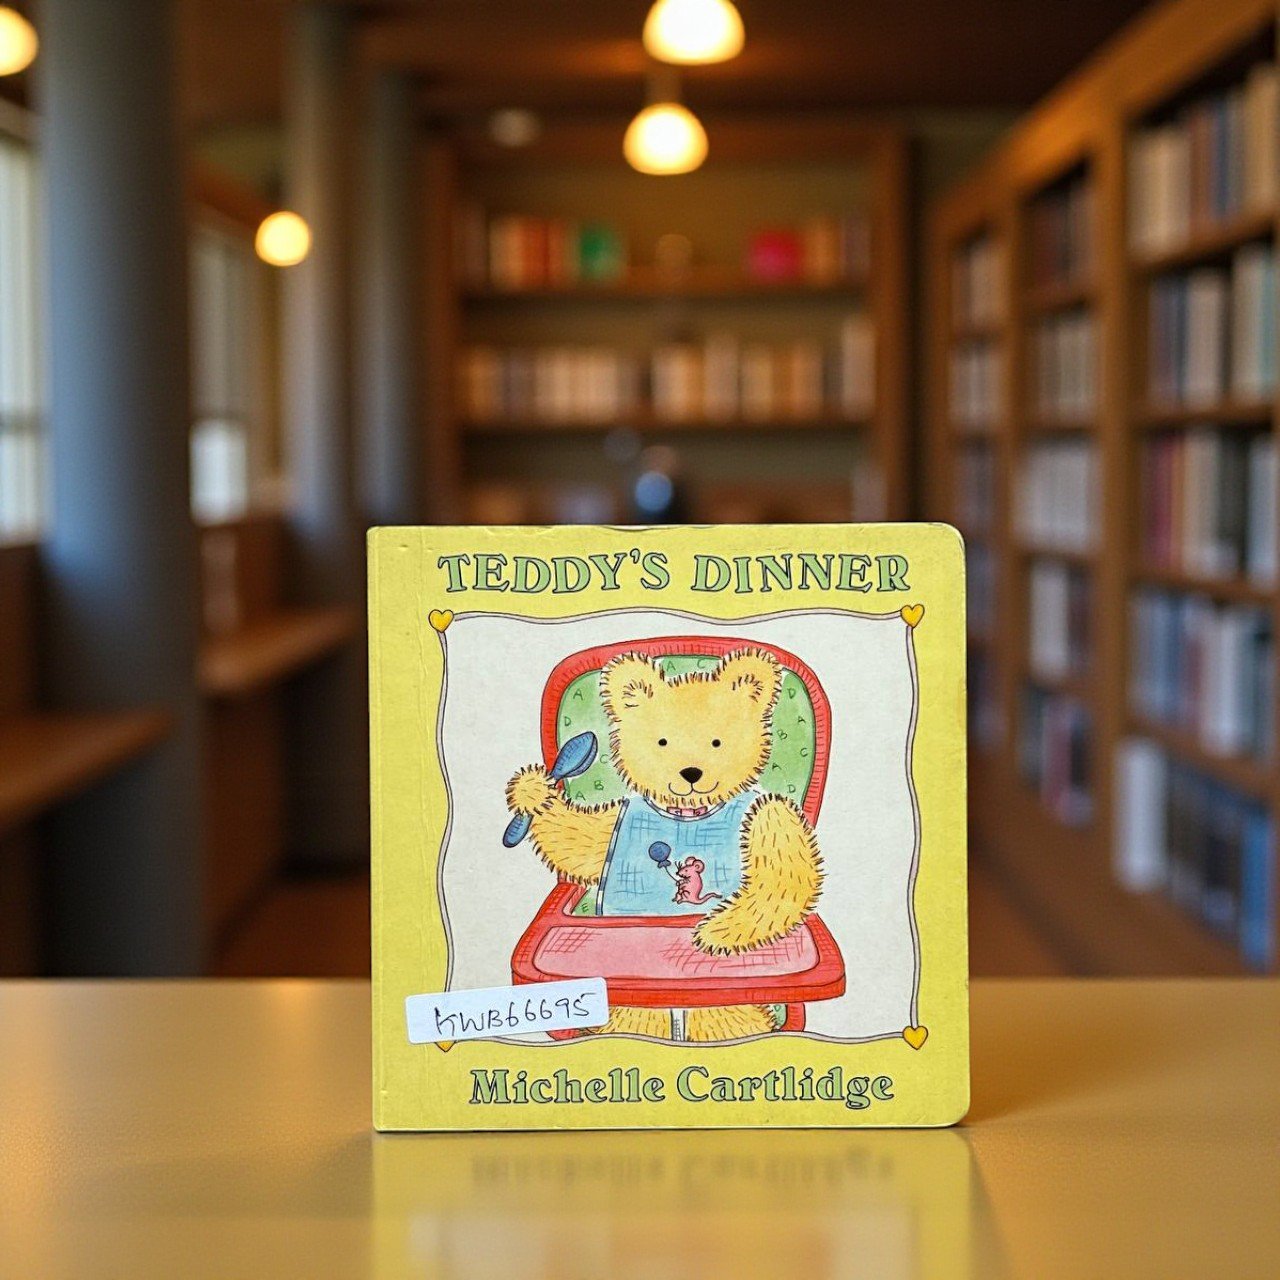 TEDDY'S DINNER
A C
A D
D A
B
C C
A B A
D
E
KWB66695
Michelle Cartlidge